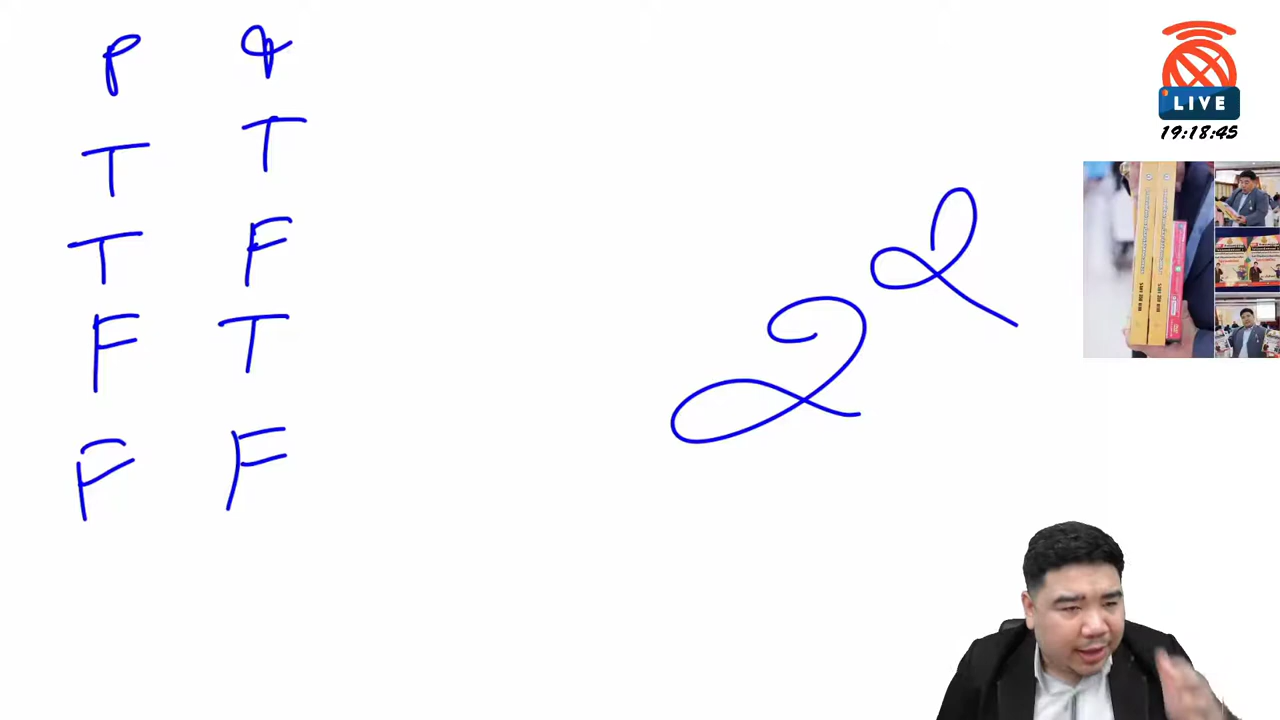 p q
T T
T F
F T
F F
2²
LIVE
19:18:45